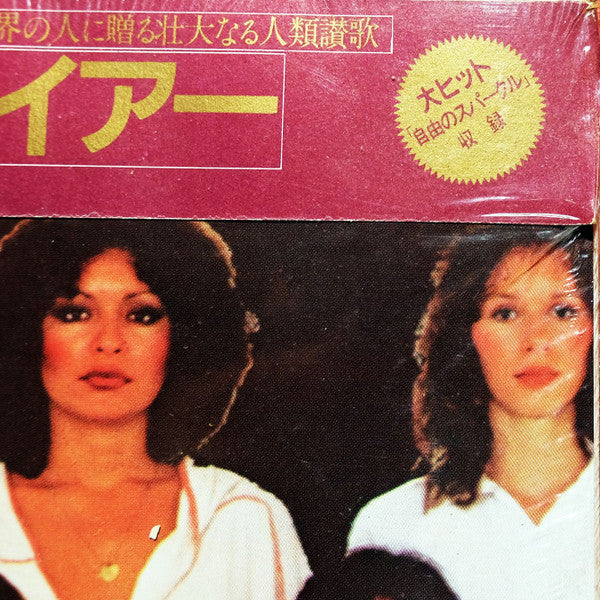 界の人に贈る壮大なる人類讃歌
イアー
大ヒット
「自由のスパークル」
収録